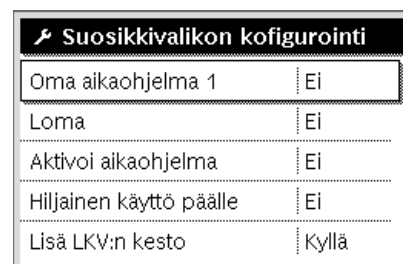 Suosikkivalikon kofigurointi
Oma aikaohjelma 1 Ei
Loma Ei
Aktivoi aikaohjelma Ei
Hiljainen käyttö päälle Ei
Lisä LKV:n kesto Kyllä